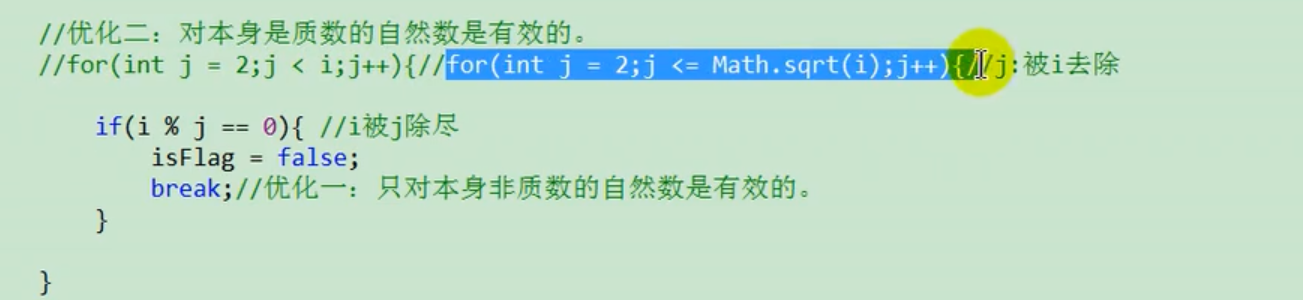 //优化二：对本身是质数的自然数是有效的。
//for(int j = 2;j < i;j++){//for(int j = 2;j <= Math.sqrt(i);j++){//j:被i去除
if(i % j == 0){ //i被j除尽
isFlag = false;
break;//优化一：只对本身非质数的自然数是有效的。
}
}